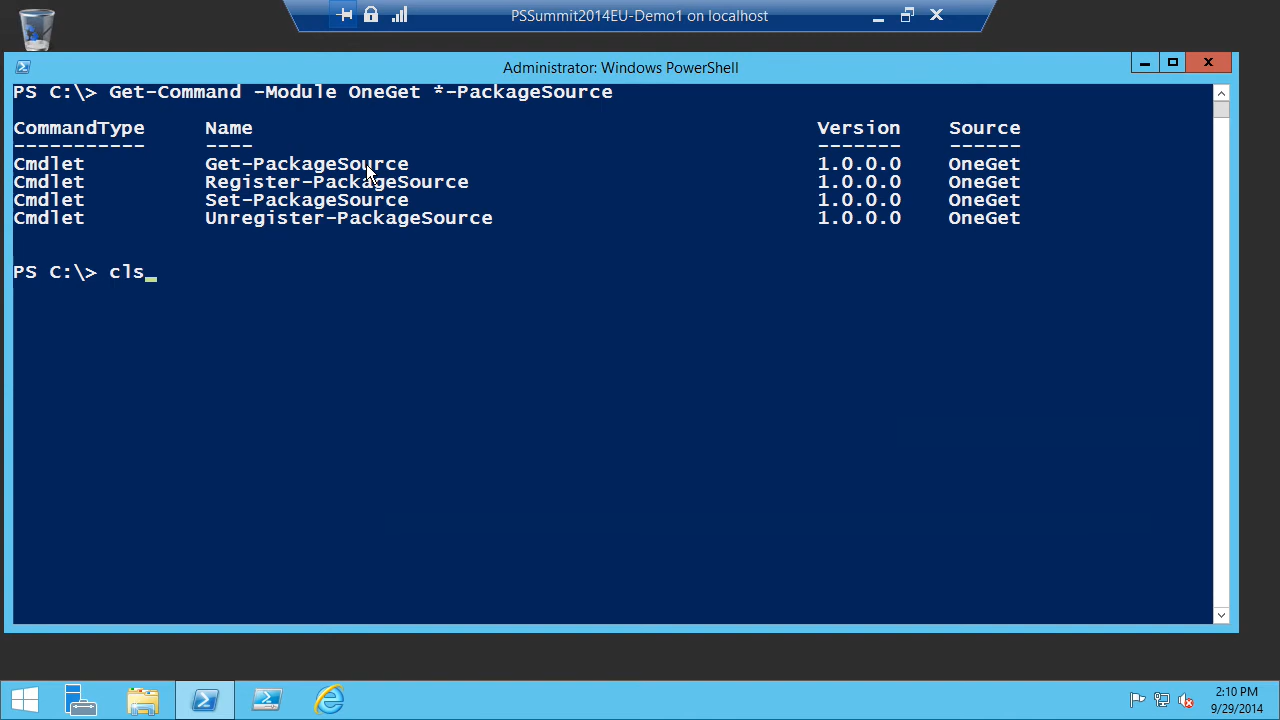 PSSummit2014EU-Demo1 on localhost
Administrator: Windows PowerShell
PS C:\> Get-Command -Module OneGet *-PackageSource
CommandType Name Version Source
----------- ---- ------- ------
Cmdlet Get-PackageSource 1.0.0.0 OneGet
Cmdlet Register-PackageSource 1.0.0.0 OneGet
Cmdlet Set-PackageSource 1.0.0.0 OneGet
Cmdlet Unregister-PackageSource 1.0.0.0 OneGet
PS C:\> cls_
2:10 PM
9/29/2014